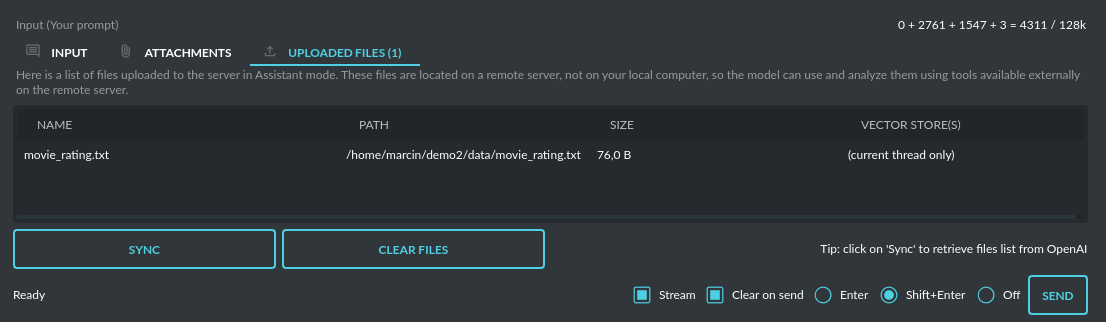 Input (Your prompt) 0 + 2761 + 1547 + 3 = 4311 / 128k
INPUT ATTACHMENTS UPLOADED FILES (1)
Here is a list of files uploaded to the server in Assistant mode. These files are located on a remote server, not on your local computer, so the model can use and analyze them using tools available externally
on the remote server.
NAME PATH SIZE VECTOR STORE(S)
movie_rating.txt /home/marcin/demo2/data/movie_rating.txt 76,0 B (current thread only)
SYNC CLEAR FILES Tip: click on 'Sync' to retrieve files list from OpenAI
Ready Stream Clear on send Enter Shift+Enter Off SEND